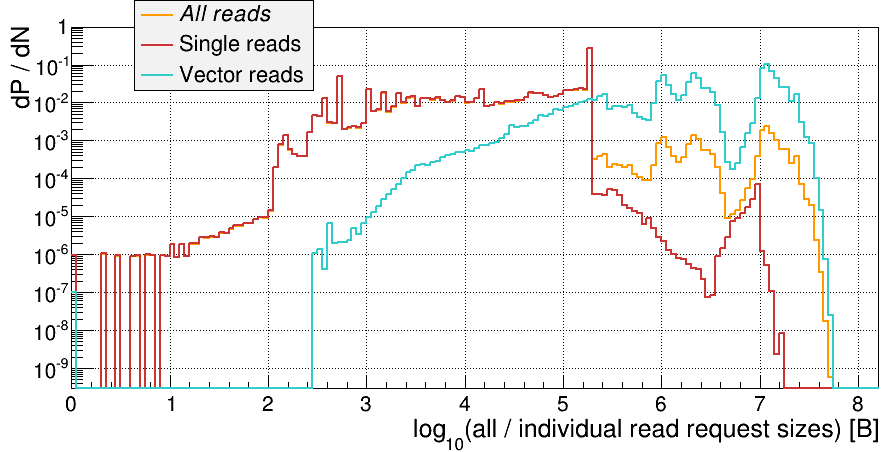 All reads
Single reads
Vector reads
dP / dN
1
10-1
10-2
10-3
10-4
10-5
10-6
10-7
10-8
10-9
0 1 2 3 4 5 6 7 8
log10(all / individual read request sizes) [B]